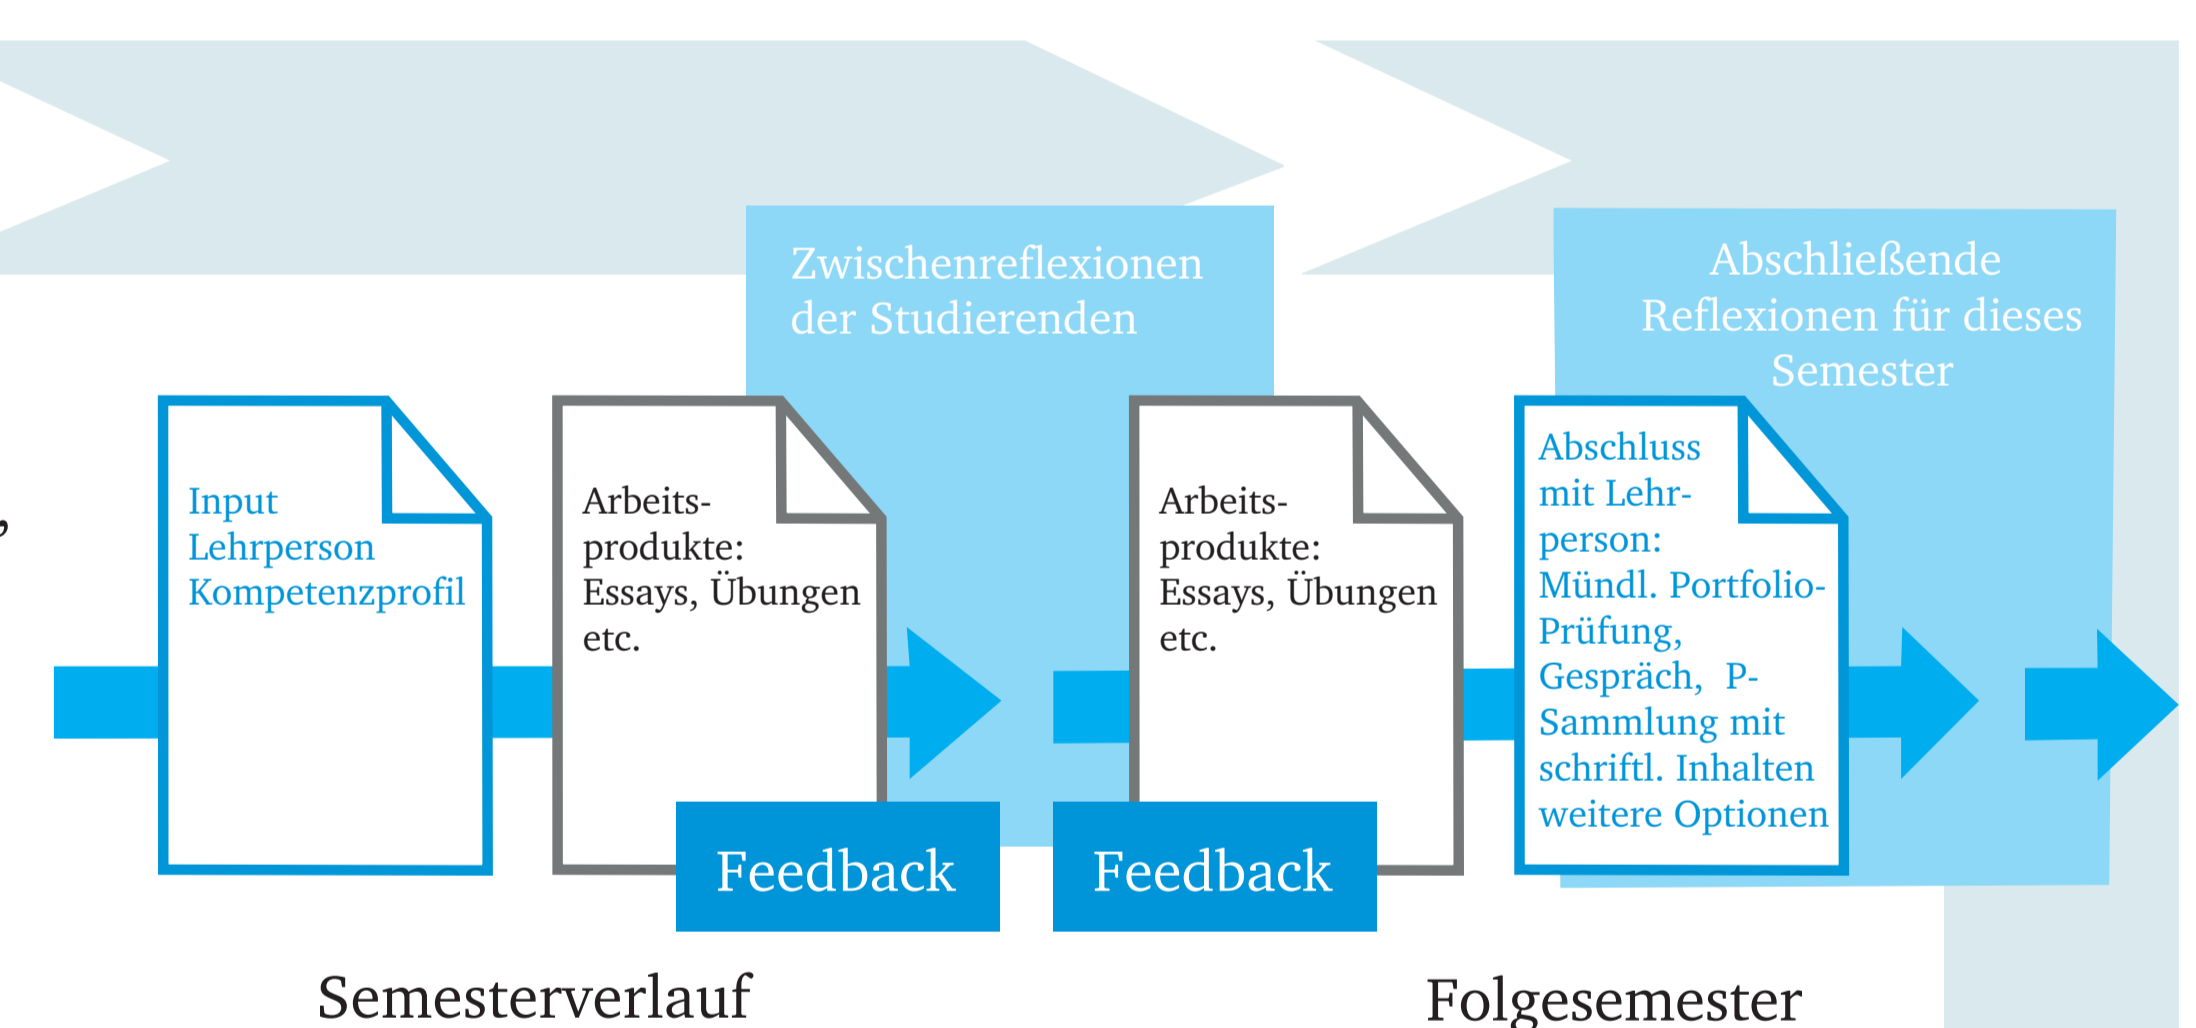 Zwischenreflexionen
der Studierenden
Abschließende
Reflexionen für dieses
Semester
,
Input
Lehrperson
Kompetenzprofil
Arbeits-
produkte:
Essays, Übungen
etc.
Arbeits-
produkte:
Essays, Übungen
etc.
Abschluss
mit Lehr-
person:
Mündl. Portfolio-
Prüfung,
Gespräch,  P-
Sammlung mit
schriftl. Inhalten
weitere Optionen
Feedback
Feedback
Semesterverlauf
Folgesemester